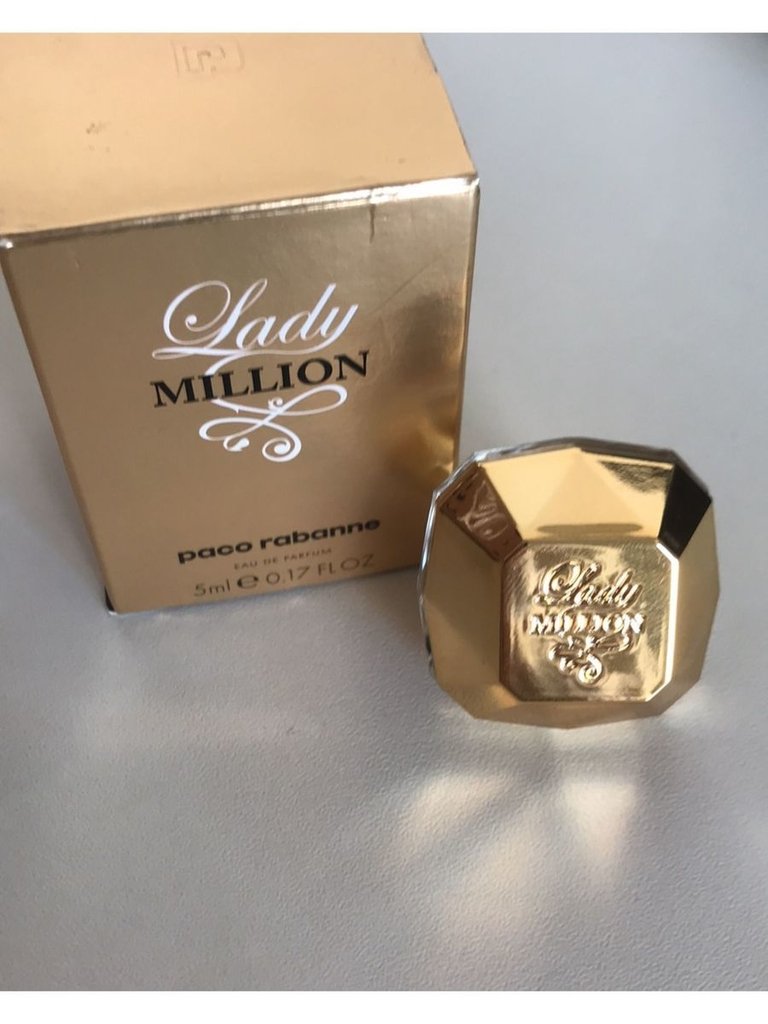 Lady
MILLION
paco rabanne
EAU DE PARFUM
5ml e 0,17 FL OZ
Lady
MILLION